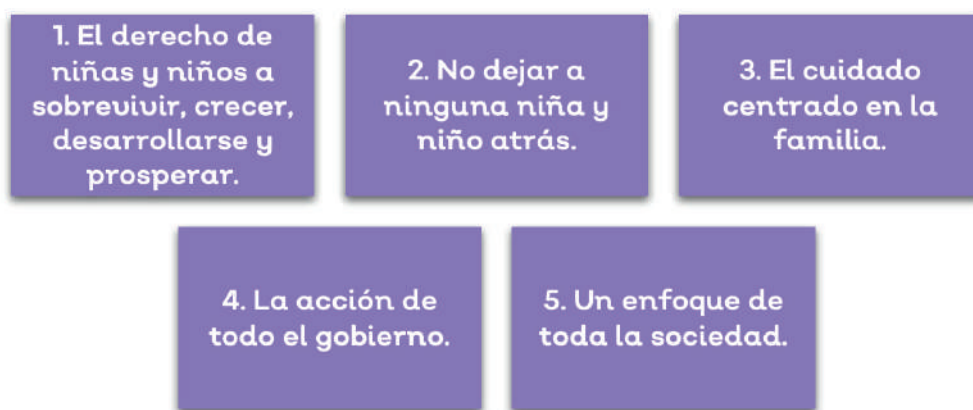 1. El derecho de
niñas y niños a
sobrevivir, crecer,
desarrollarse y
prosperar.
2. No dejar a
ninguna niña y
niño atrás.
3. El cuidado
centrado en la
familia.
4. La acción de
todo el gobierno.
5. Un enfoque de
toda la sociedad.